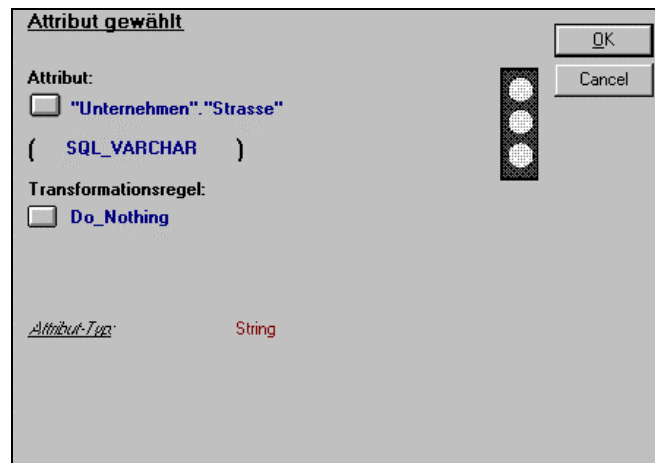 Attribut gewählt
OK
Attribut:
Cancel
"Unternehmen"."Strasse"
( SQL_VARCHAR )
Transformationsregel:
Do_Nothing
Attribut-Typ: String